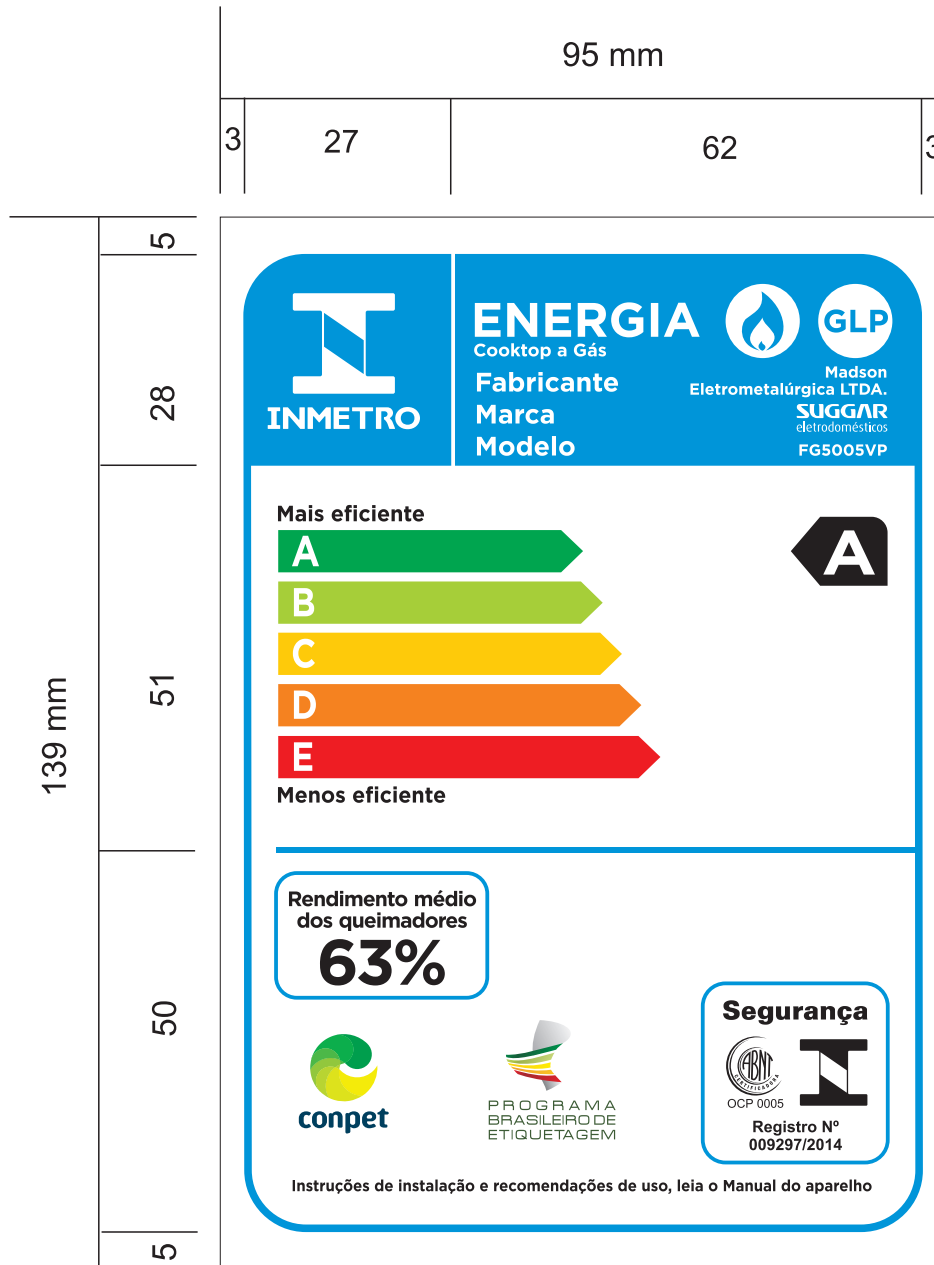 95 mm
3
27
62
3
5
28
51
139 mm
50
5
INMETRO
ENERGIA
Cooktop a Gás
GLP
Fabricante
Madson
Eletrometalúrgica LTDA.
Marca
SUGGAR
eletrodomésticos
Modelo
FG5005VP
Mais eficiente
A
A
B
C
D
E
Menos eficiente
Rendimento médio
dos queimadores
63%
conpet
PROGRAMA
BRASILEIRO DE
ETIQUETAGEM
Segurança
ABNT
CERTIFICADORA
OCP 0005
Registro Nº
009297/2014
Instruções de instalação e recomendações de uso, leia o Manual do aparelho